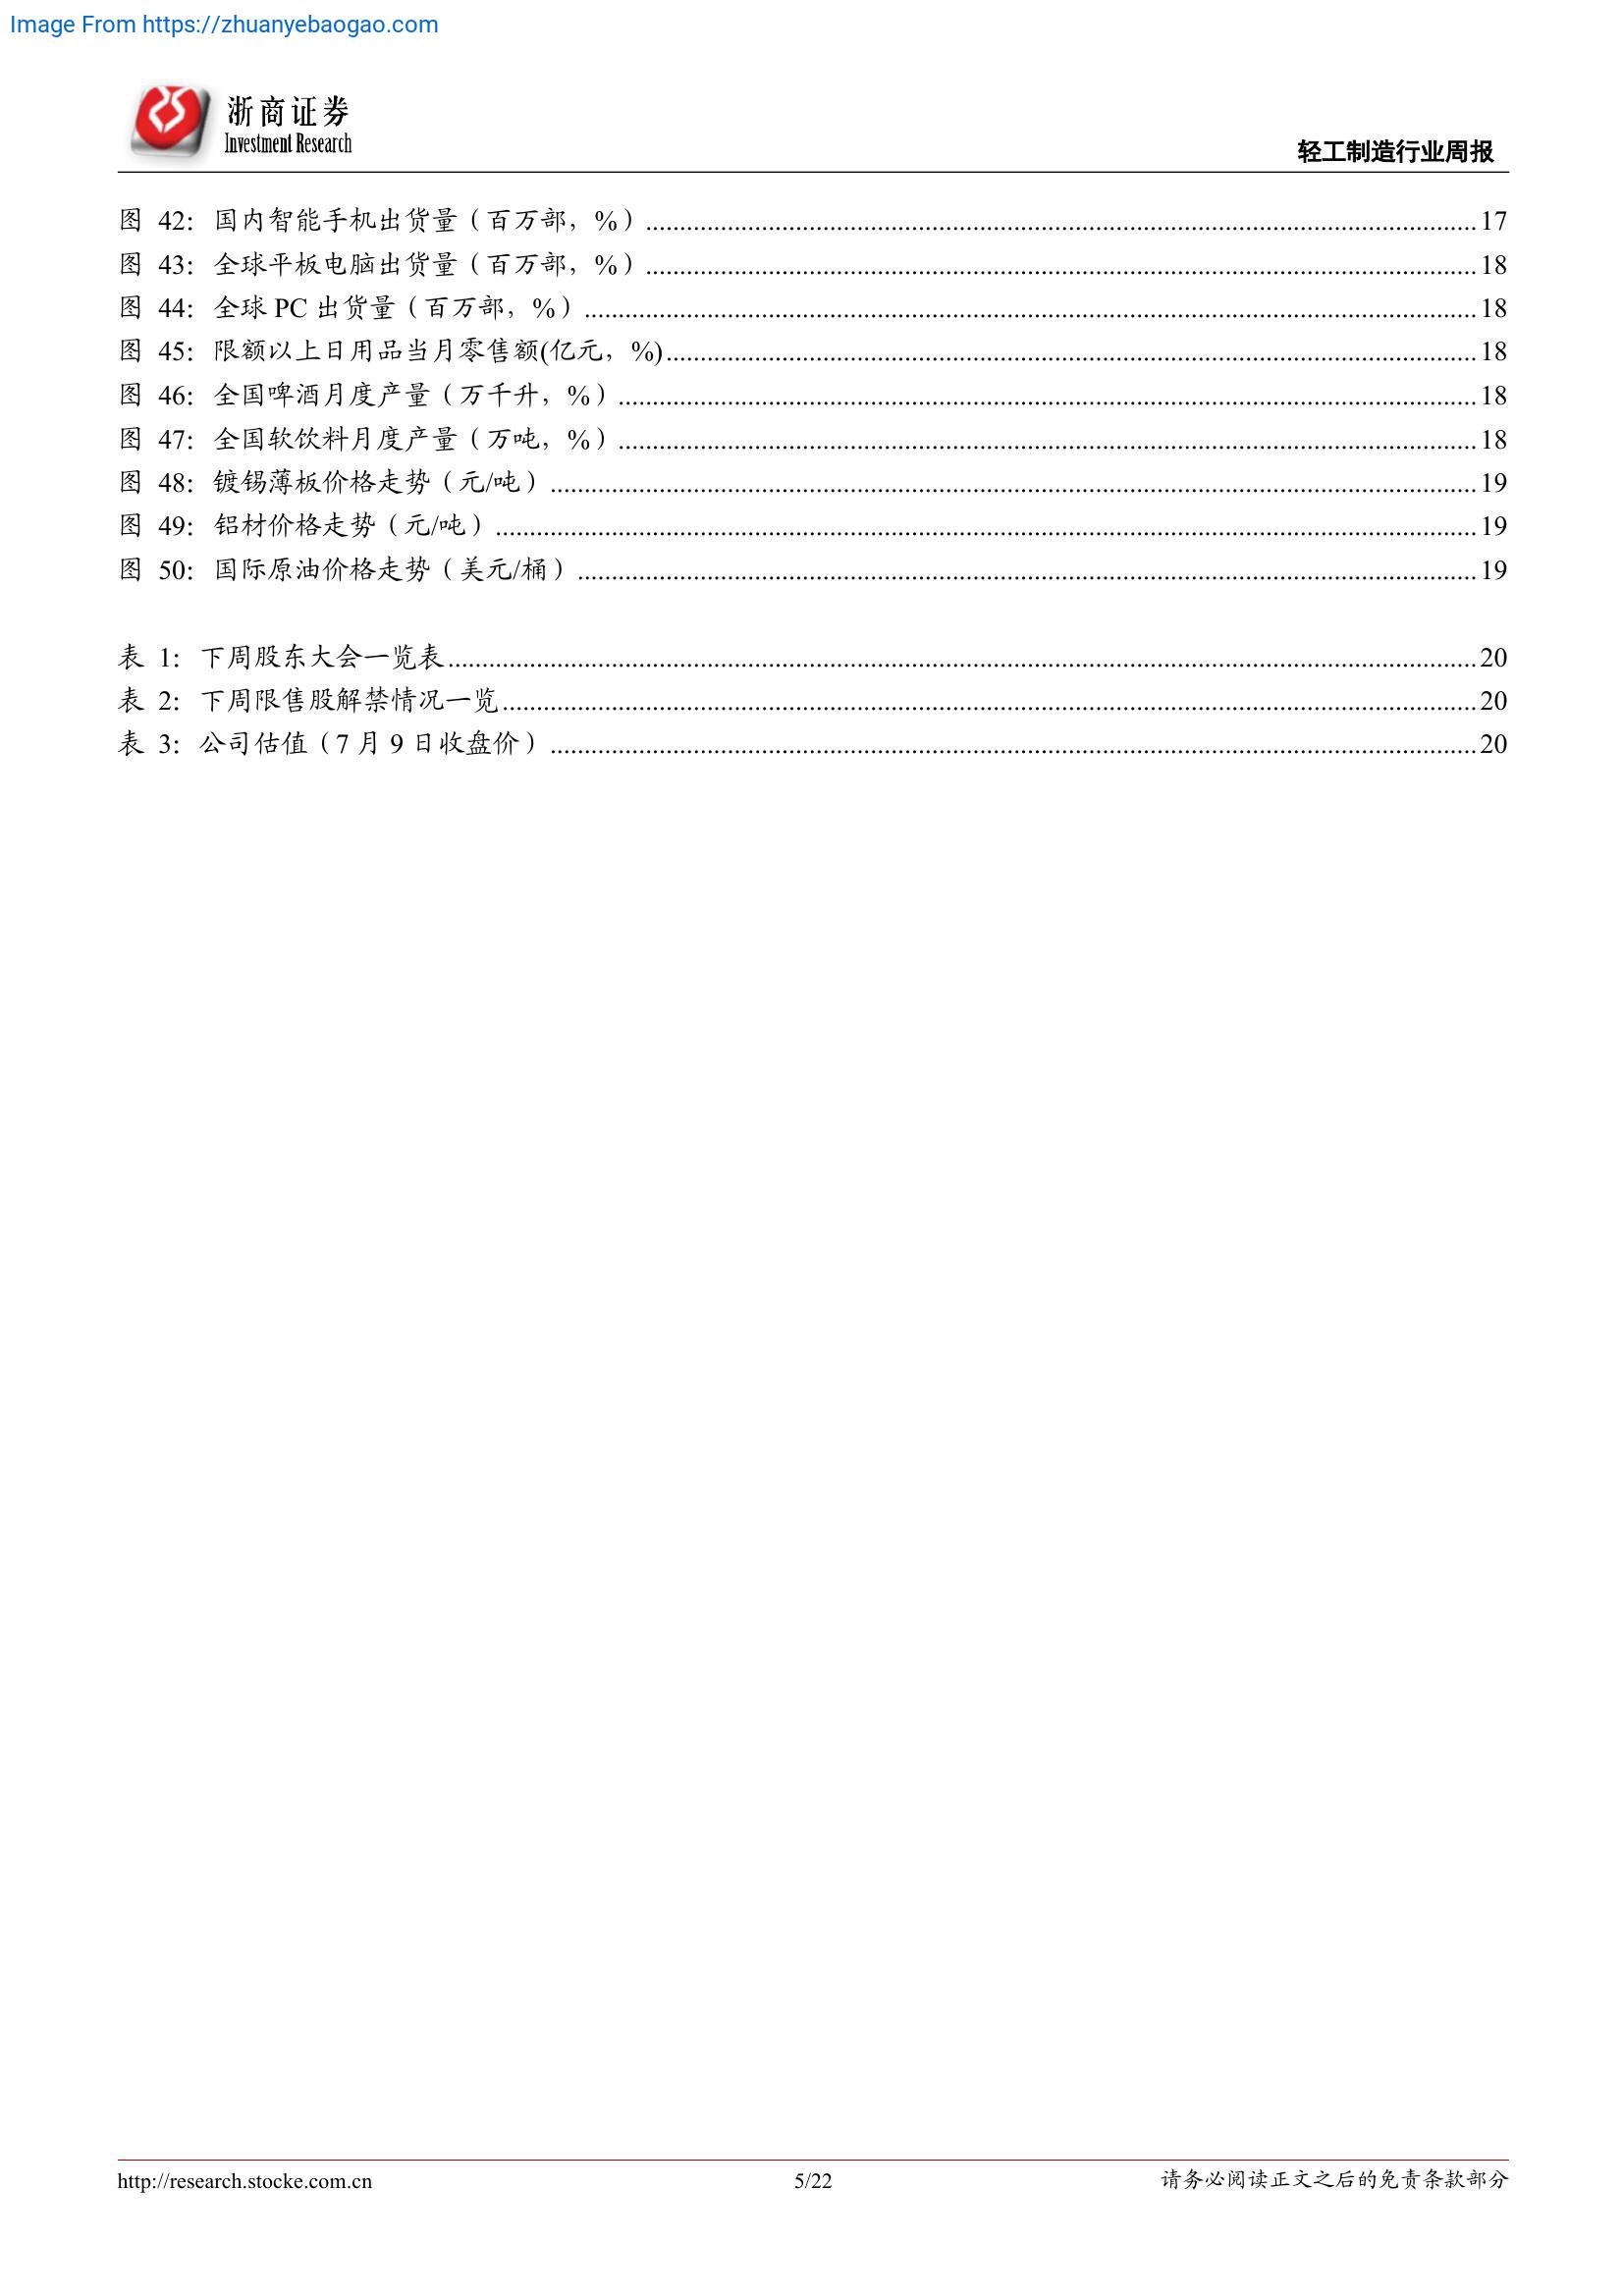 Image From https://zhuanyebaogao.com
浙商证券
Investment Research
轻工制造行业周报
图 42：国内智能手机出货量（百万部，%）........................................17
图 43：全球平板电脑出货量（百万部，%）........................................18
图 44：全球 PC 出货量（百万部，%）........................................18
图 45：限额以上日用品当月零售额(亿元，%)........................................18
图 46：全国啤酒月度产量（万千升，%）........................................18
图 47：全国软饮料月度产量（万吨，%）........................................18
图 48：镀锡薄板价格走势（元/吨）........................................19
图 49：铝材价格走势（元/吨）........................................19
图 50：国际原油价格走势（美元/桶）........................................19
表 1：下周股东大会一览表........................................20
表 2：下周限售股解禁情况一览........................................20
表 3：公司估值（7 月 9 日收盘价）........................................20
http://research.stocke.com.cn
5/22
请务必阅读正文之后的免责条款部分